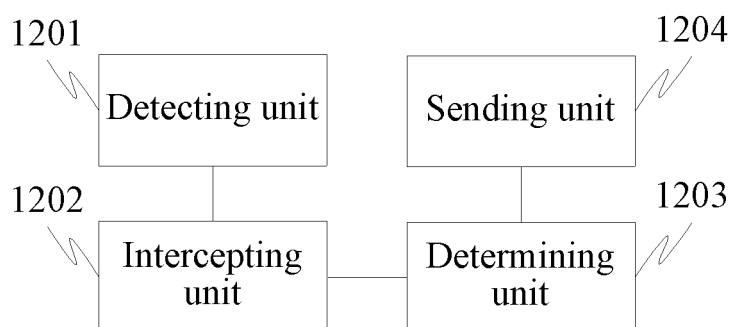 1201
1204
Detecting unit
Sending unit
1202
1203
Intercepting
unit
Determining
unit